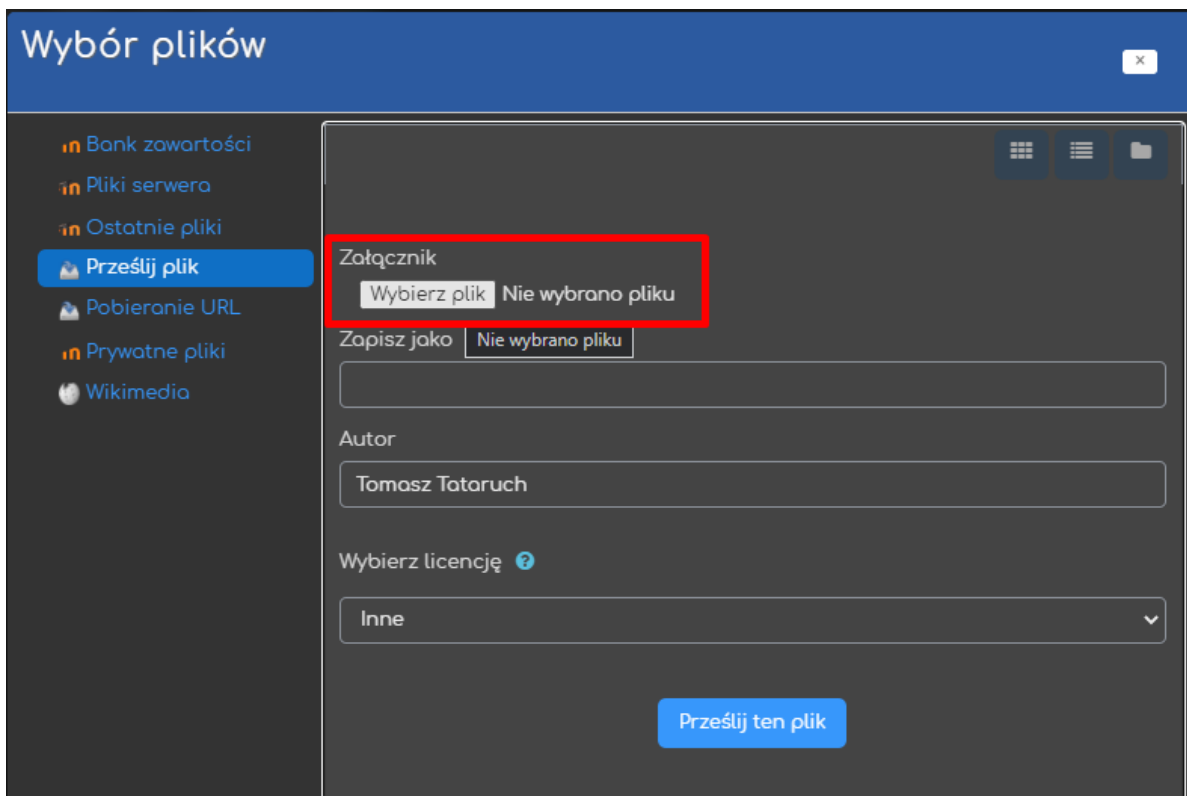 Wybór plików
×
Bank zawartości
Pliki serwera
Ostatnie pliki
Prześlij plik
Pobieranie URL
Prywatne pliki
Wikimedia
Załącznik
Wybierz plik Nie wybrano pliku
Zapisz jako Nie wybrano pliku
Autor
Tomasz Tataruch
Wybierz licencję ?
Inne
Prześlij ten plik